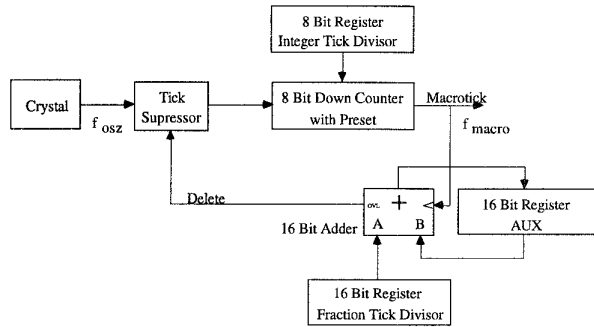 8 Bit Register
Integer Tick Divisor
Crystal
f osz
Tick
Supressor
8 Bit Down Counter
with Preset
Macrotick
f macro
Delete
OVL + <
A B
16 Bit Adder
16 Bit Register
AUX
16 Bit Register
Fraction Tick Divisor